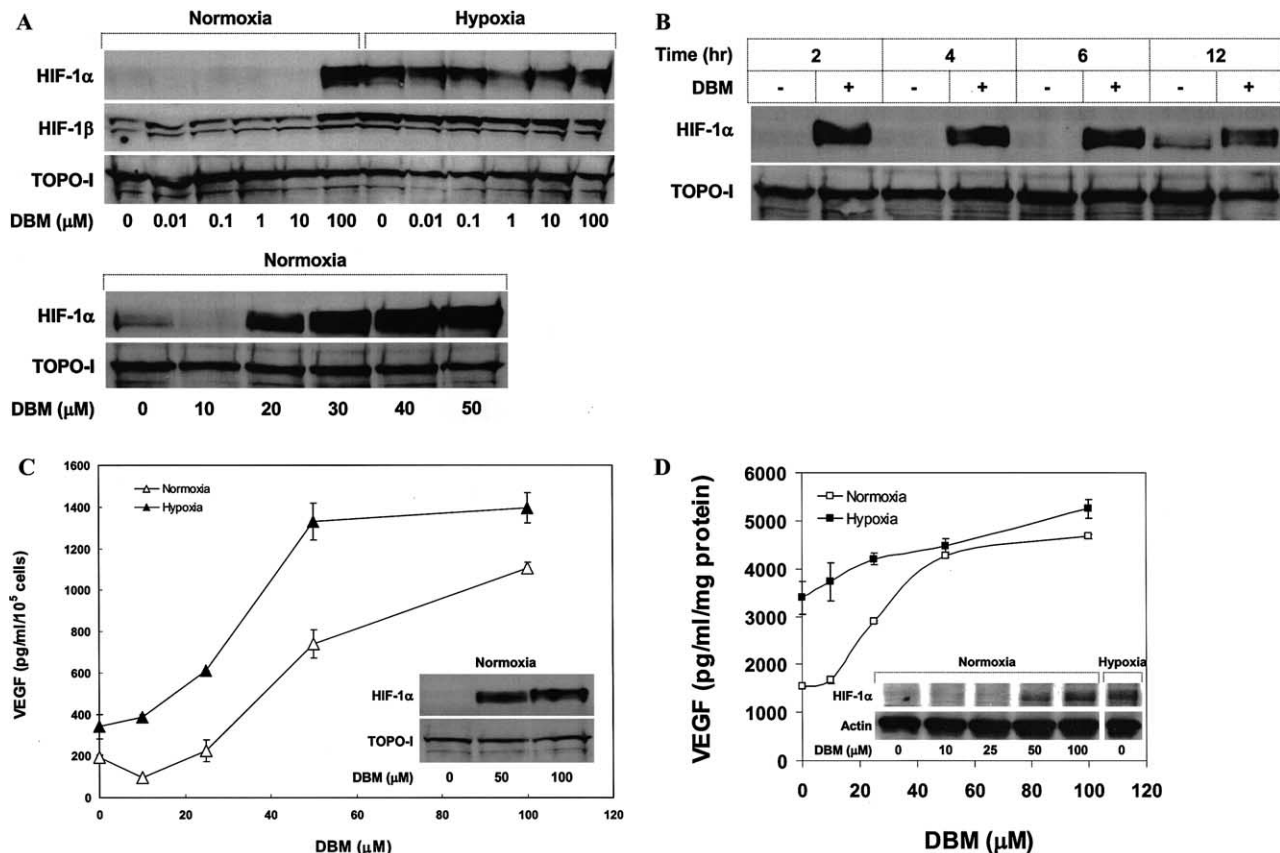 A
Normoxia Hypoxia
HIF-1α
HIF-1β
TOPO-I
DBM (μM) 0 0.01 0.1 1 10 100 0 0.01 0.1 1 10 100
Normoxia
HIF-1α
TOPO-I
DBM (μM) 0 10 20 30 40 50
B
Time (hr) 2 4 6 12
DBM - + - + - + - +
HIF-1α
TOPO-I
C
1600
1400
1200
1000
800
600
400
200
0
VEGF (pg/ml/10⁵ cells)
Normoxia
Hypoxia
Normoxia
HIF-1α
TOPO-I
DBM (μM) 0 50 100
0 20 40 60 80 100 120
DBM (μM)
D
6000
5000
4000
3000
2000
1000
0
VEGF (pg/ml/mg protein)
Normoxia
Hypoxia
Normoxia Hypoxia
HIF-1α
Actin
DBM (μM) 0 10 25 50 100 0
0 20 40 60 80 100 120
DBM (μM)